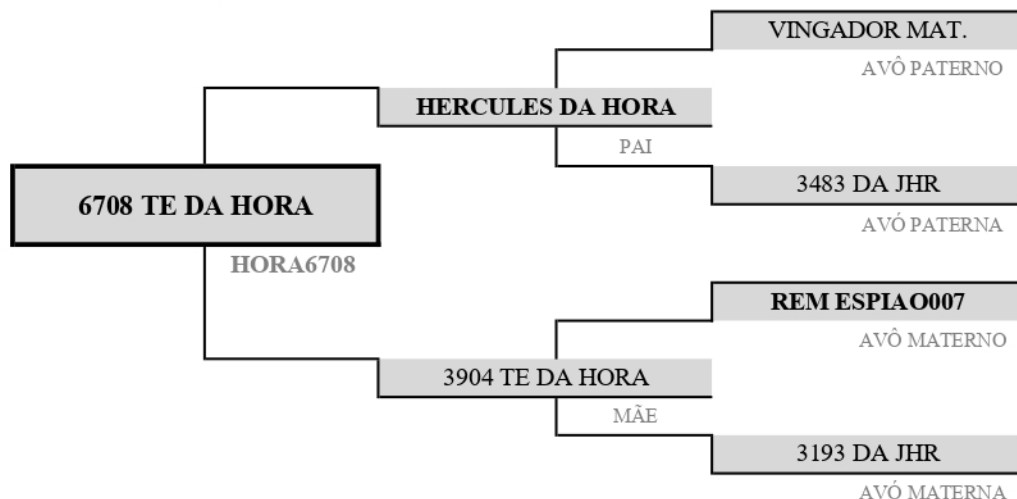 VINGADOR MAT.
AVÔ PATERNO
HERCULES DA HORA
PAI
3483 DA JHR
AVÓ PATERNA
6708 TE DA HORA
HORA6708
REM ESPIAO007
AVÔ MATERNO
3904 TE DA HORA
MÃE
3193 DA JHR
AVÓ MATERNA